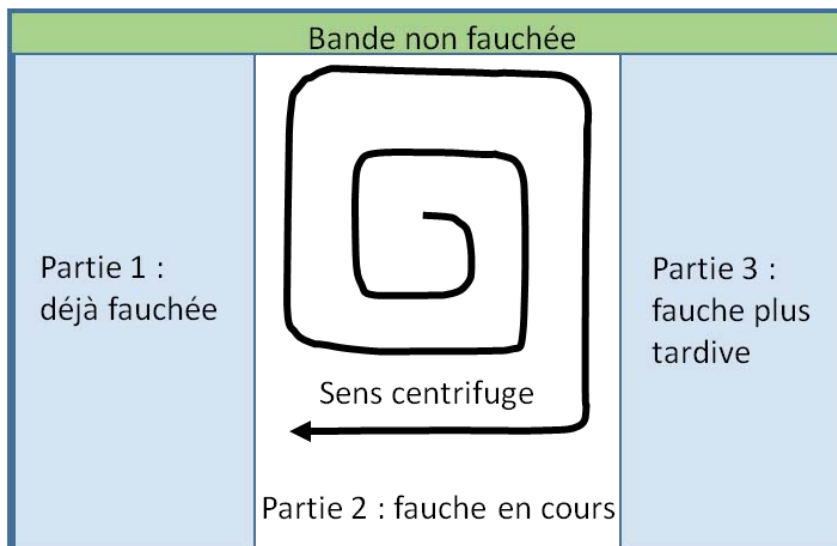 Bande non fauchée
Partie 1 :
déjà fauchée
Sens centrifuge
Partie 2 : fauche en cours
Partie 3 :
fauche plus
tardive